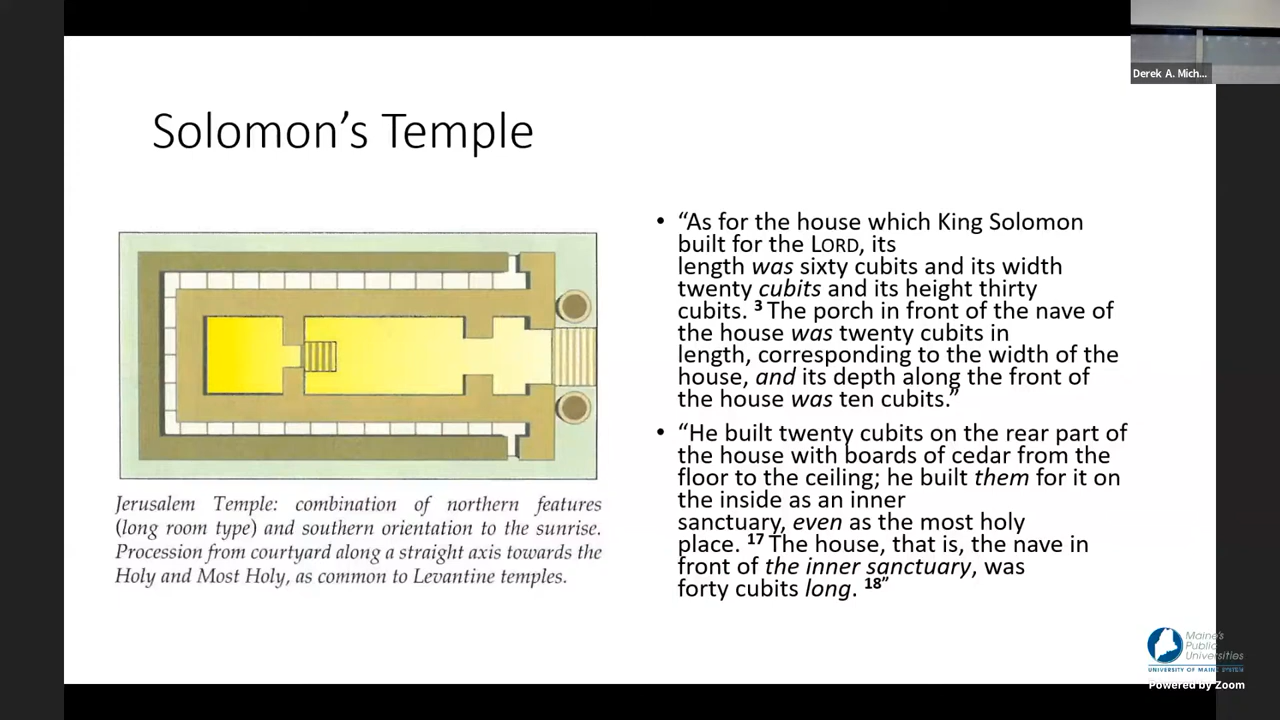 Derek A. Mich...
Solomon’s Temple
Jerusalem Temple: combination of northern features
(long room type) and southern orientation to the sunrise.
Procession from courtyard along a straight axis towards the
Holy and Most Holy, as common to Levantine temples.
• “As for the house which King Solomon
built for the LORD, its
length was sixty cubits and its width
twenty cubits and its height thirty
cubits. 3 The porch in front of the nave of
the house was twenty cubits in
length, corresponding to the width of the
house, and its depth along the front of
the house was ten cubits.”
• “He built twenty cubits on the rear part of
the house with boards of cedar from the
floor to the ceiling; he built them for it on
the inside as an inner
sanctuary, even as the most holy
place. 17 The house, that is, the nave in
front of the inner sanctuary, was
forty cubits long. 18”
Maine's
Public
Universities
UNIVERSITY OF MAINE SYSTEM
Powered by Zoom